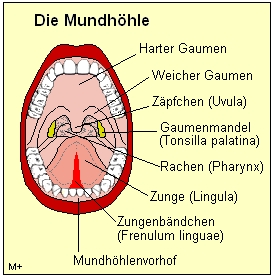 Die Mundhöhle
Harter Gaumen
Weicher Gaumen
Zäpfchen (Uvula)
Gaumenmandel
(Tonsilla palatina)
Rachen (Pharynx)
Zunge (Lingula)
Zungenbändchen
(Frenulum linguae)
Mundhöhlenvorhof
M+